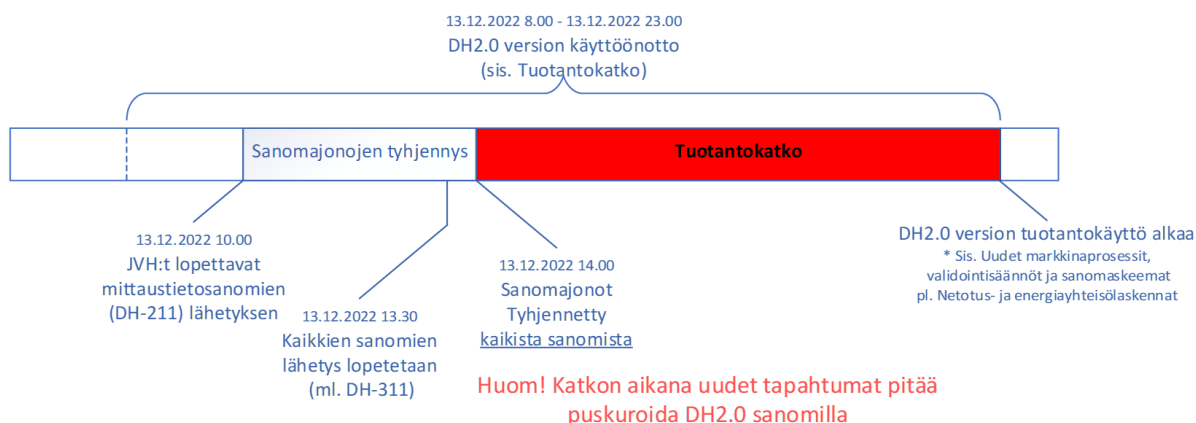 13.12.2022 8.00 - 13.12.2022 23.00
DH2.0 version käyttöönotto
(sis. Tuotantokatko)
Sanomajonojen tyhjennys
Tuotantokatko
13.12.2022 10.00
JVH:t lopettavat
mittaustietosanomien
(DH-211) lähetyksen
13.12.2022 13.30
Kaikkien sanomien
lähetys lopetetaan
(ml. DH-311)
13.12.2022 14.00
Sanomajonot
Tyhjennetty
kaikista sanomista
DH2.0 version tuotantokäyttö alkaa
* Sis. Uudet markkinaprosessit,
validointisäännöt ja sanomaskeemat
pl. Netotus- ja energiayhteisölaskennat
Huom! Katkon aikana uudet tapahtumat pitää
puskuroida DH2.0 sanomilla